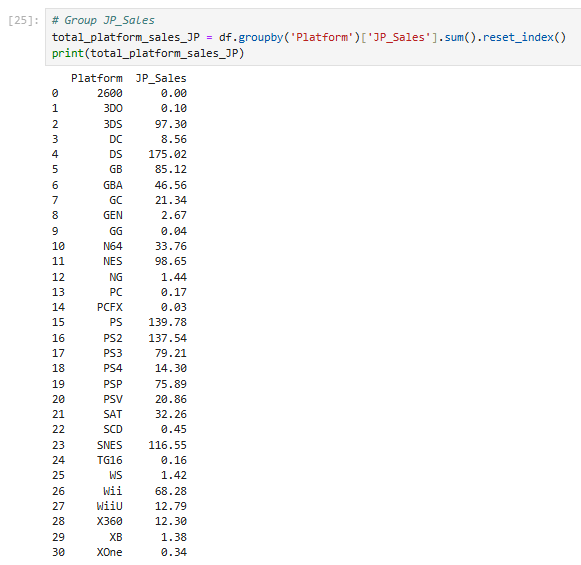 [25]: # Group JP_Sales
total_platform_sales_JP = df.groupby('Platform')['JP_Sales'].sum().reset_index()
print(total_platform_sales_JP)
Platform JP_Sales
0 2600 0.00
1 3DO 0.10
2 3DS 97.30
3 DC 8.56
4 DS 175.02
5 GB 85.12
6 GBA 46.56
7 GC 21.34
8 GEN 2.67
9 GG 0.04
10 N64 33.76
11 NES 98.65
12 NG 1.44
13 PC 0.17
14 PCFX 0.03
15 PS 139.78
16 PS2 137.54
17 PS3 79.21
18 PS4 14.30
19 PSP 75.89
20 PSV 20.86
21 SAT 32.26
22 SCD 0.45
23 SNES 116.55
24 TG16 0.16
25 WS 1.42
26 Wii 68.28
27 WiiU 12.79
28 X360 12.30
29 XB 1.38
30 XOne 0.34